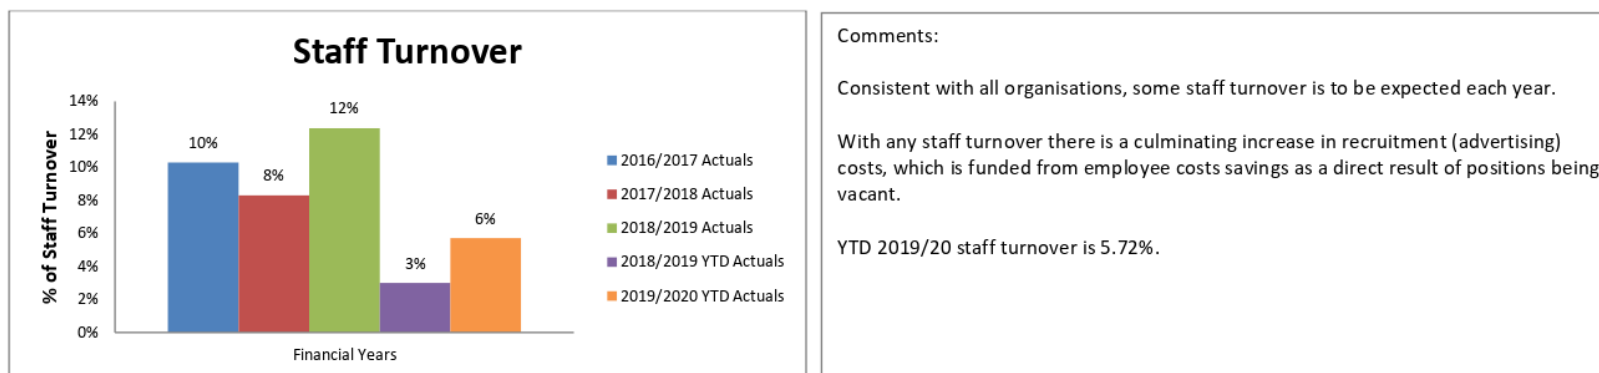 Staff Turnover
14%
12%
10%
8%
6%
4%
2%
0%
% of Staff Turnover
10%
8%
12%
3%
6%
Financial Years
2016/2017 Actuals
2017/2018 Actuals
2018/2019 Actuals
2018/2019 YTD Actuals
2019/2020 YTD Actuals
Comments:
Consistent with all organisations, some staff turnover is to be expected each year.
With any staff turnover there is a culminating increase in recruitment (advertising)
costs, which is funded from employee costs savings as a direct result of positions being
vacant.
YTD 2019/20 staff turnover is 5.72%.